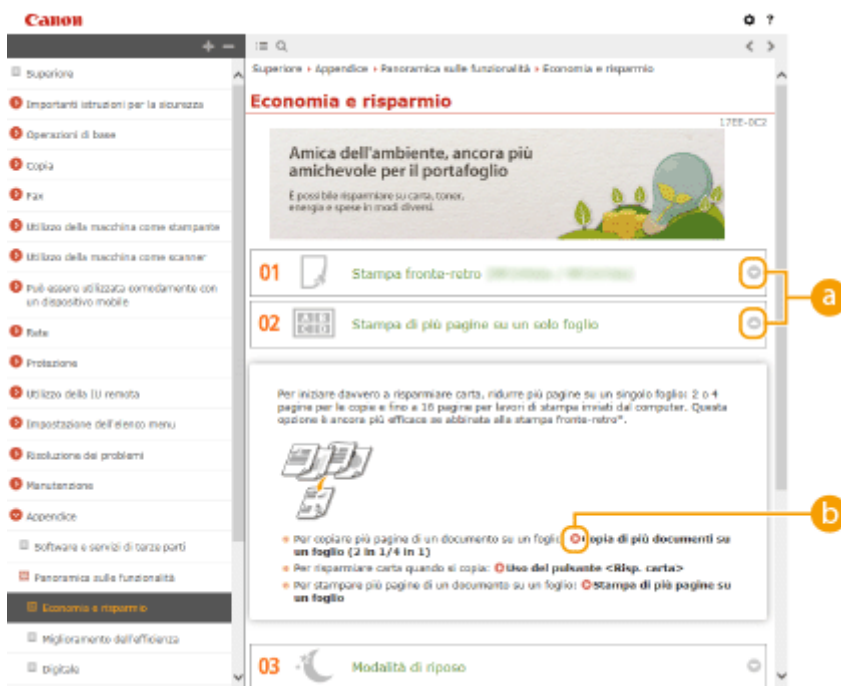 Canon
Superiore
Importanti istruzioni per la sicurezza
Operazioni di base
Copia
Fax
Utilizzo della macchina come stampante
Utilizzo della macchina come scanner
Può essere utilizzata comodamente con
un dispositivo mobile
Rete
Protezione
Utilizzo della IU remota
Impostazione dell'elenco menu
Risoluzione dei problemi
Manutenzione
Appendice
Software e servizi di terze parti
Panoramica sulle funzionalità
Economia e risparmio
Miglioramento dell'efficienza
Digitale
Superiore › Appendice › Panoramica sulle funzionalità › Economia e risparmio
Economia e risparmio
17EE-0C2
Amica dell'ambiente, ancora più
amichevole per il portafoglio
È possibile risparmiare su carta, toner,
energia e spese in modi diversi.
01 Stampa fronte-retro
02 A B C D Stampa di più pagine su un solo foglio
a
Per iniziare davvero a risparmiare carta, ridurre più pagine su un singolo foglio: 2 o 4
pagine per le copie e fino a 16 pagine per lavori di stampa inviati dal computer. Questa
opzione è ancora più efficace se abbinata alla stampa fronte-retro*.
b
Per copiare più pagine di un documento su un foglio: Copia di più documenti su
un foglio (2 in 1/4 in 1)
Per risparmiare carta quando si copia: Uso del pulsante <Risp. carta>
Per stampare più pagine di un documento su un foglio: Stampa di più pagine su
un foglio
03 Modalità di riposo